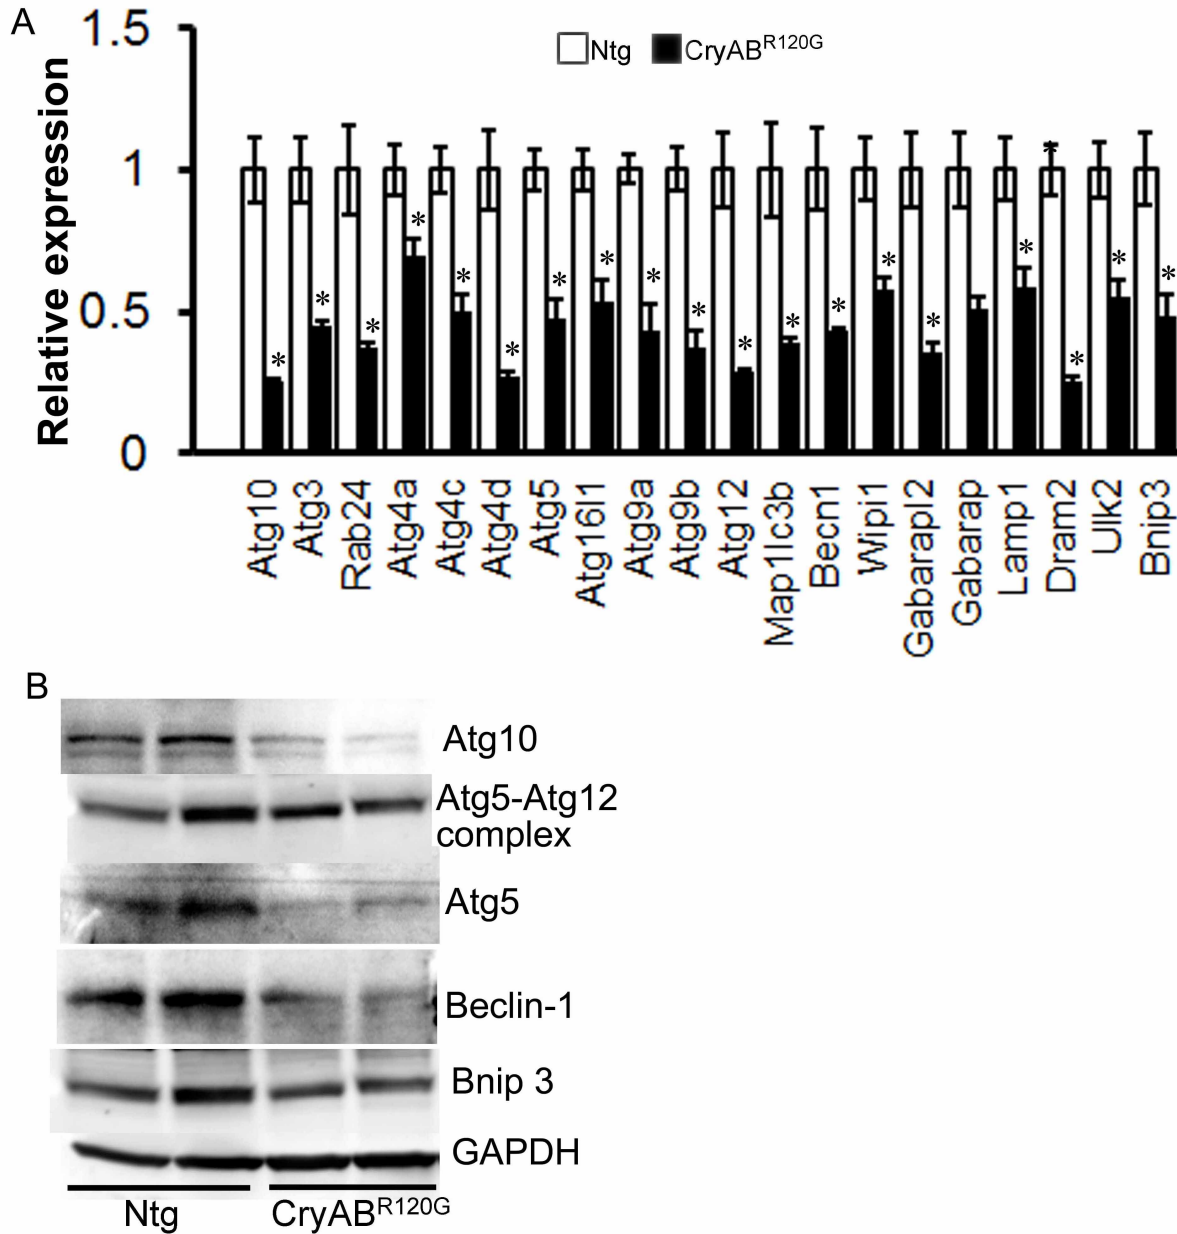 A
1.5
Ntg CryAB^R120G
Relative expression
1
0.5
0
* * * * * * * * * * * * * * * * * * * *
Atg10 Atg3 Rab24 Atg4a Atg4c Atg4d Atg5 Atg16l1 Atg9a Atg9b Atg12 Map1lc3b Becn1 Wipi1 Gabarapl2 Gabarap Lamp1 Dram2 Ulk2 Bnip3
B
Atg10
Atg5-Atg12
complex
Atg5
Beclin-1
Bnip 3
GAPDH
Ntg CryAB^R120G